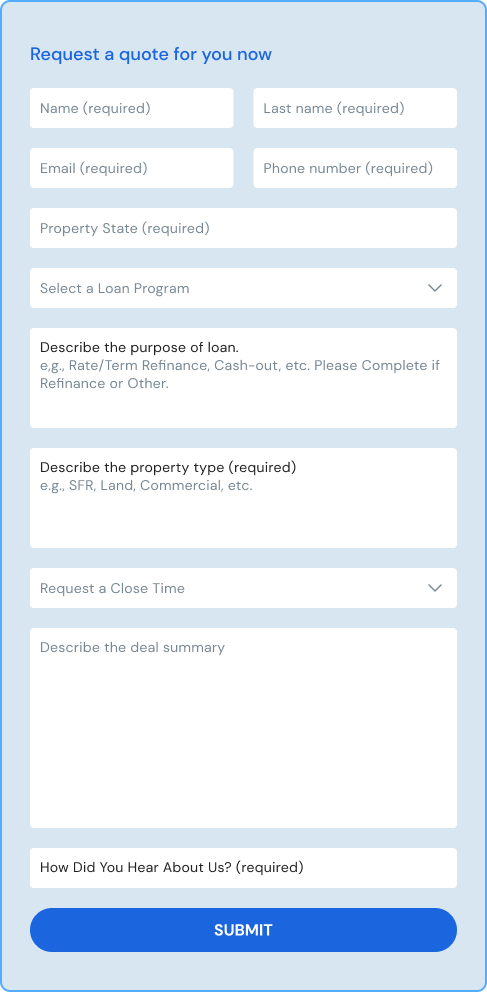 Request a quote for you now
Name (required)
Last name (required)
Email (required)
Phone number (required)
Property State (required)
Select a Loan Program
Describe the purpose of loan.
e,g., Rate/Term Refinance, Cash-out, etc. Please Complete if
Refinance or Other.
Describe the property type (required)
e.g., SFR, Land, Commercial, etc.
Request a Close Time
Describe the deal summary
How Did You Hear About Us? (required)
SUBMIT